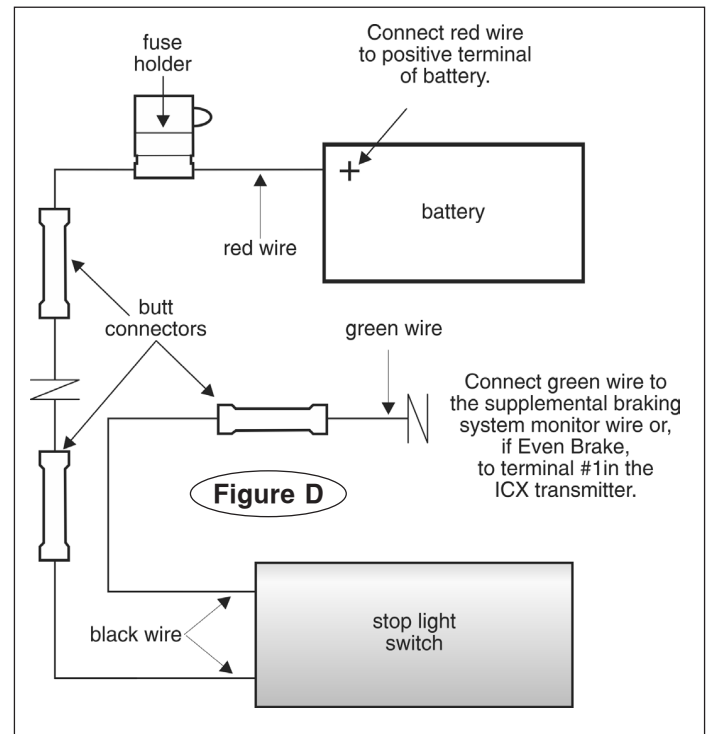 fuse
holder
Connect red wire
to positive terminal
of battery.
+
battery
red wire
butt
connectors
green wire
Connect green wire to
the supplemental braking
system monitor wire or,
if Even Brake,
to terminal #1in the
ICX transmitter.
Figure D
black wire
stop light
switch